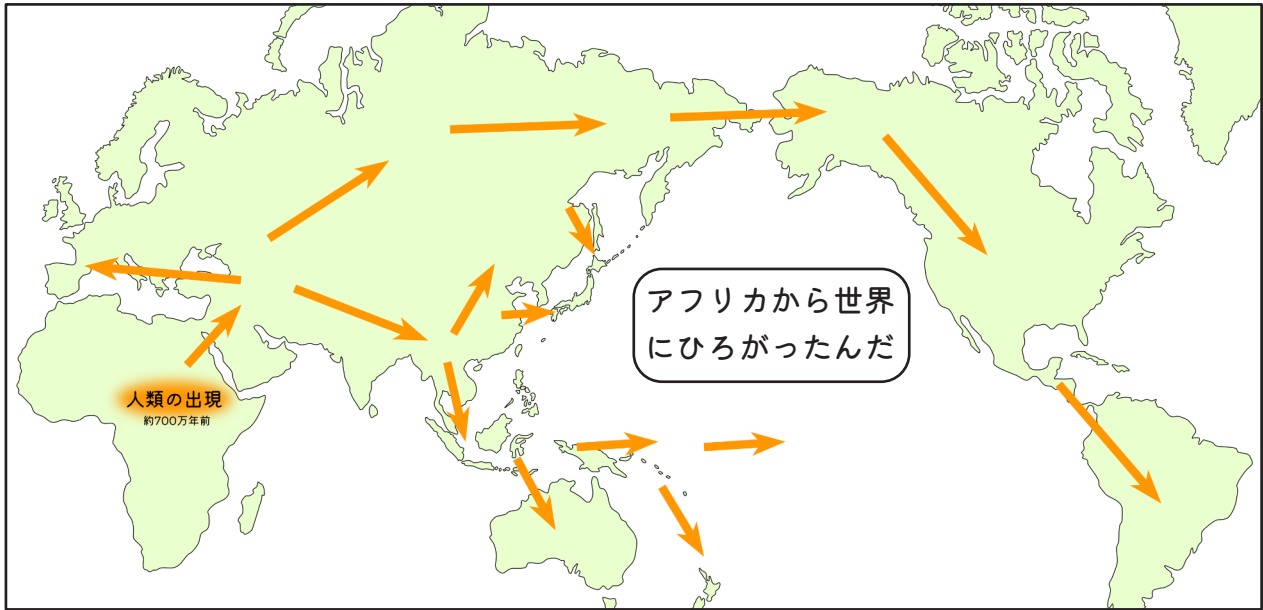 アフリカから世界
にひろがったんだ
人類の出現
約700万年前